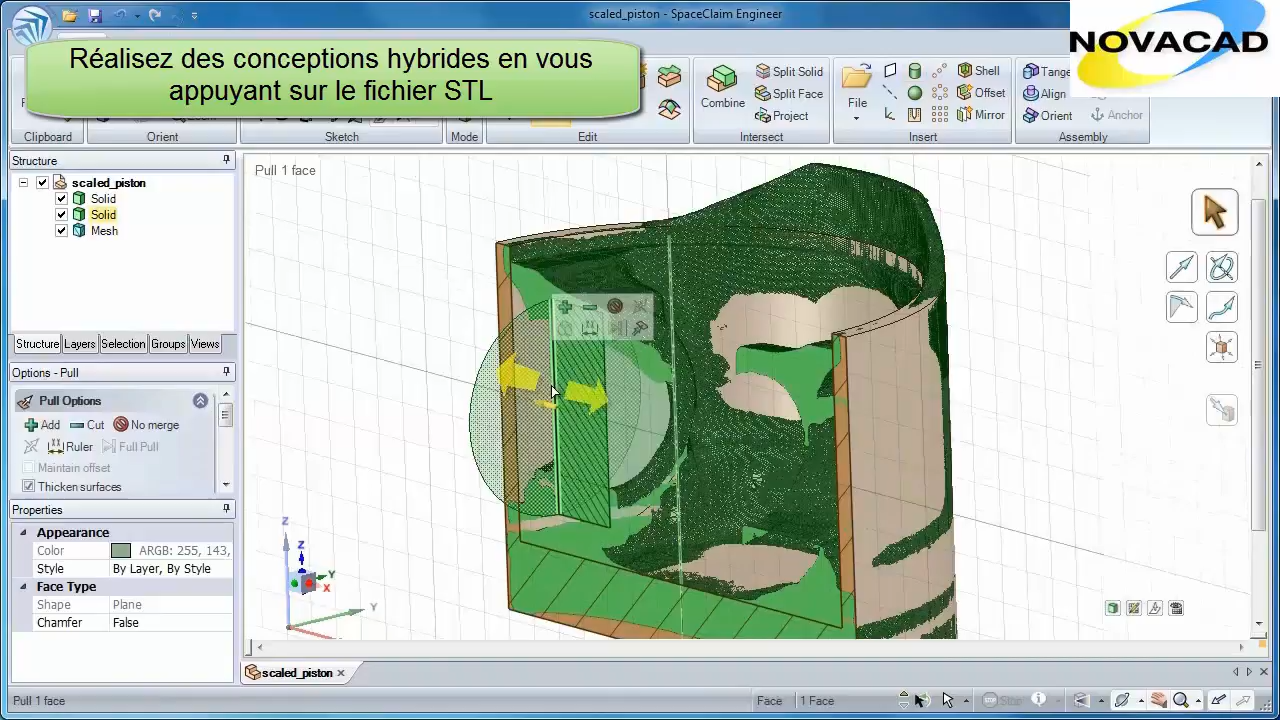 scaled_piston - SpaceClaim Engineer
NOVACAD
Réalisez des conceptions hybrides en vous
appuyant sur le fichier STL
Combine
Split Solid
Split Face
Project
File
Shell
Offset
Mirror
Align
Orient
Anchor
Clipboard
Orient
Sketch
Mode
Edit
Intersect
Insert
Assembly
Structure
scaled_piston
Solid
Solid
Mesh
Structure Layers Selection Groups Views
Options - Pull
Pull Options
Add Cut No merge
Ruler Full Pull
Maintain offset
Thicken surfaces
Properties
Appearance
Color ARGB: 255, 143,
Style By Layer, By Style
Face Type
Shape Plane
Chamfer False
Pull 1 face
Z
Z
Y
X
Y
scaled_piston
Pull 1 face
Face 1 Face
Stop